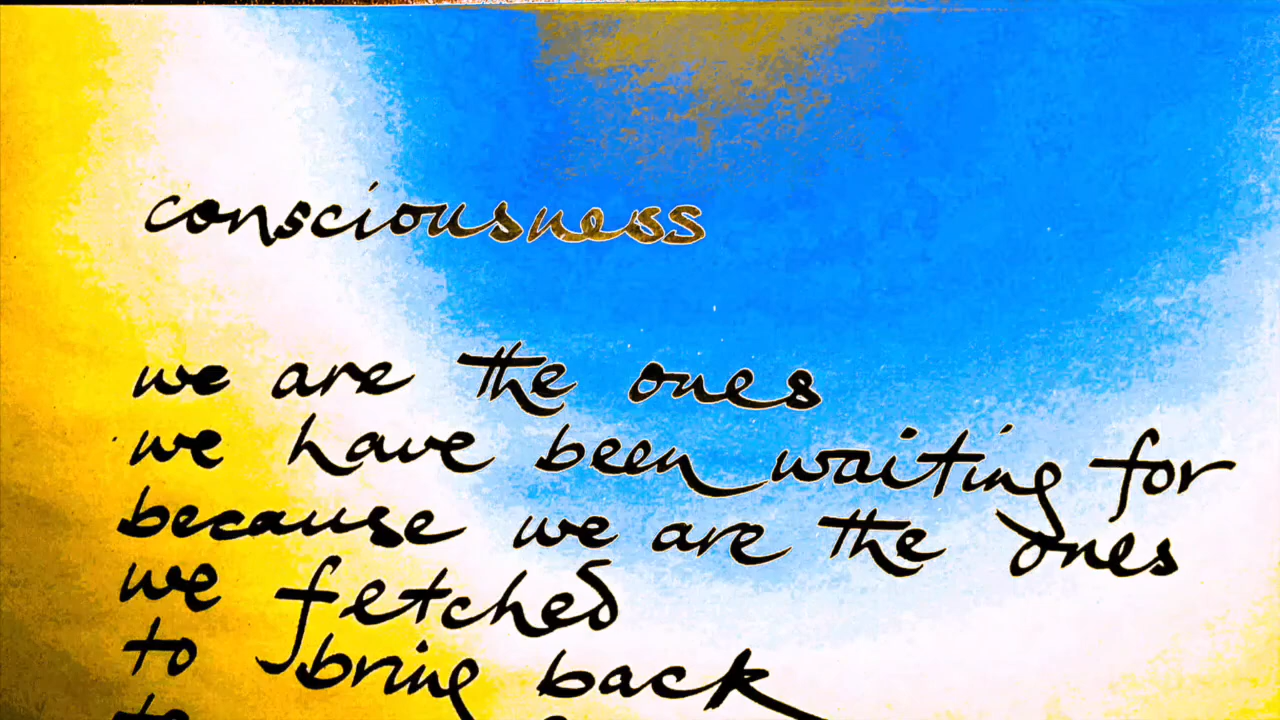 consciousness
we are the ones
we have been waiting for
because we are the ones
we fetched
to bring back
to